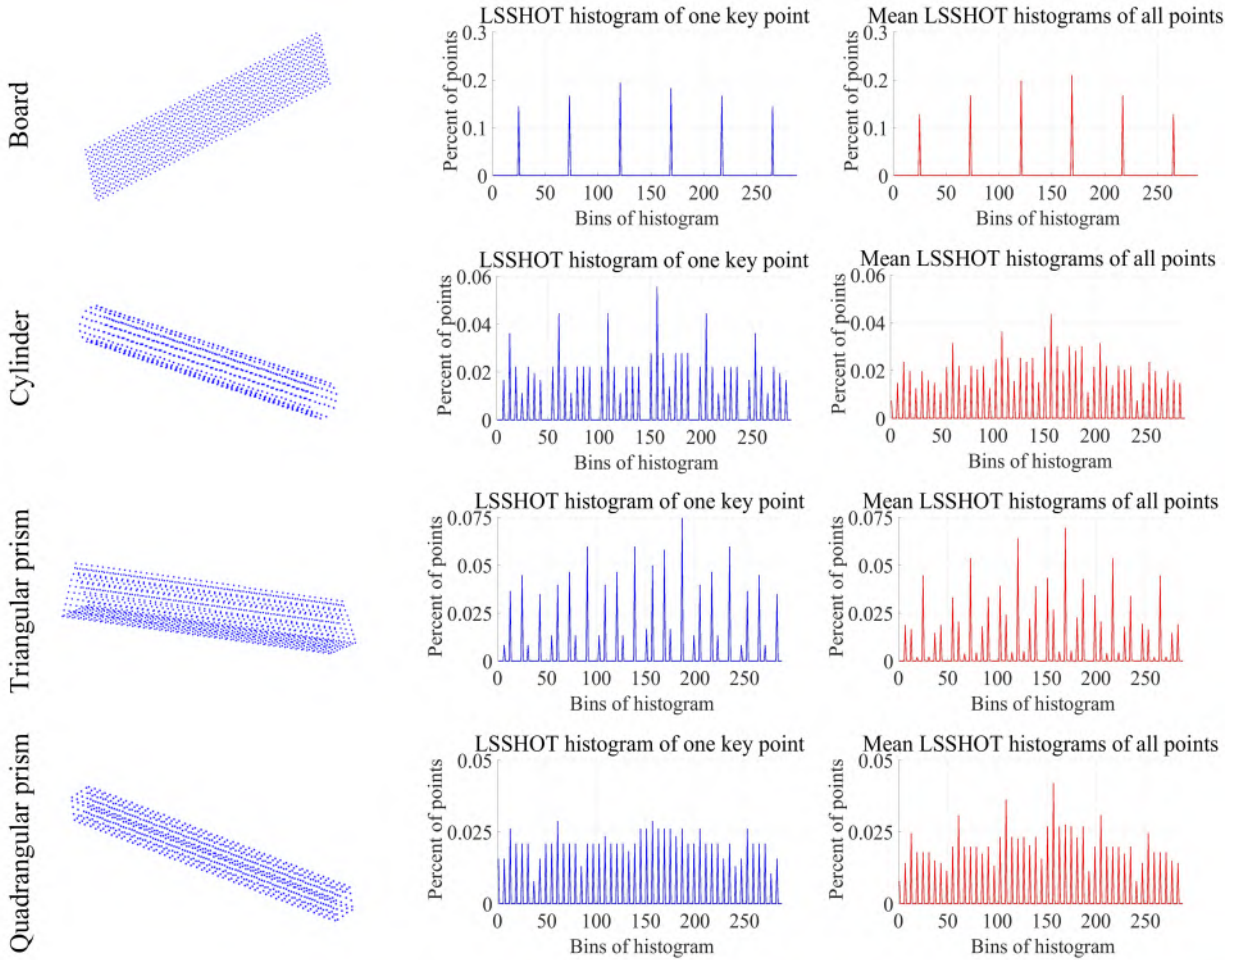 Board
LSSHOT histogram of one key point
Percent of points
0.3
0.2
0.1
0
0 50 100 150 200 250
Bins of histogram
Mean LSSHOT histograms of all points
Percent of points
0.3
0.2
0.1
0
0 50 100 150 200 250
Bins of histogram
Cylinder
LSSHOT histogram of one key point
Percent of points
0.06
0.04
0.02
0
0 50 100 150 200 250
Bins of histogram
Mean LSSHOT histograms of all points
Percent of points
0.06
0.04
0.02
0
0 50 100 150 200 250
Bins of histogram
Triangular prism
LSSHOT histogram of one key point
Percent of points
0.075
0.05
0.025
0
0 50 100 150 200 250
Bins of histogram
Mean LSSHOT histograms of all points
Percent of points
0.075
0.05
0.025
0
0 50 100 150 200 250
Bins of histogram
Quadrangular prism
LSSHOT histogram of one key point
Percent of points
0.05
0.025
0
0 50 100 150 200 250
Bins of histogram
Mean LSSHOT histograms of all points
Percent of points
0.05
0.025
0
0 50 100 150 200 250
Bins of histogram